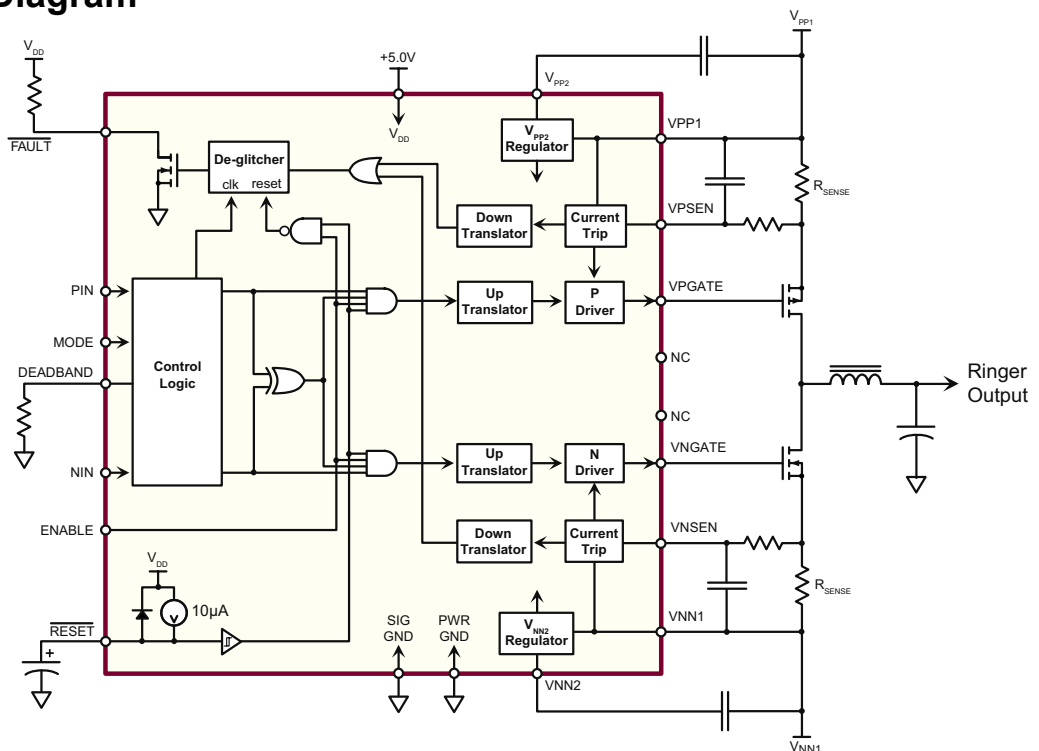 Diagram
VPP1
VDD
+5.0V
VPP2
VDD
FAULT
VPP2
Regulator
VPP1
De-glitcher
clk reset
RSENSE
Down
Translator
Current
Trip
VPSEN
PIN
Up
Translator
P
Driver
VPGATE
MODE
Control
Logic
NC
DEADBAND
Ringer
Output
NC
NIN
Up
Translator
N
Driver
VNGATE
ENABLE
Down
Translator
Current
Trip
VNSEN
VDD
10µA
RSENSE
RESET
SIG
GND
PWR
GND
VNN2
Regulator
VNN1
VNN2
VNN1